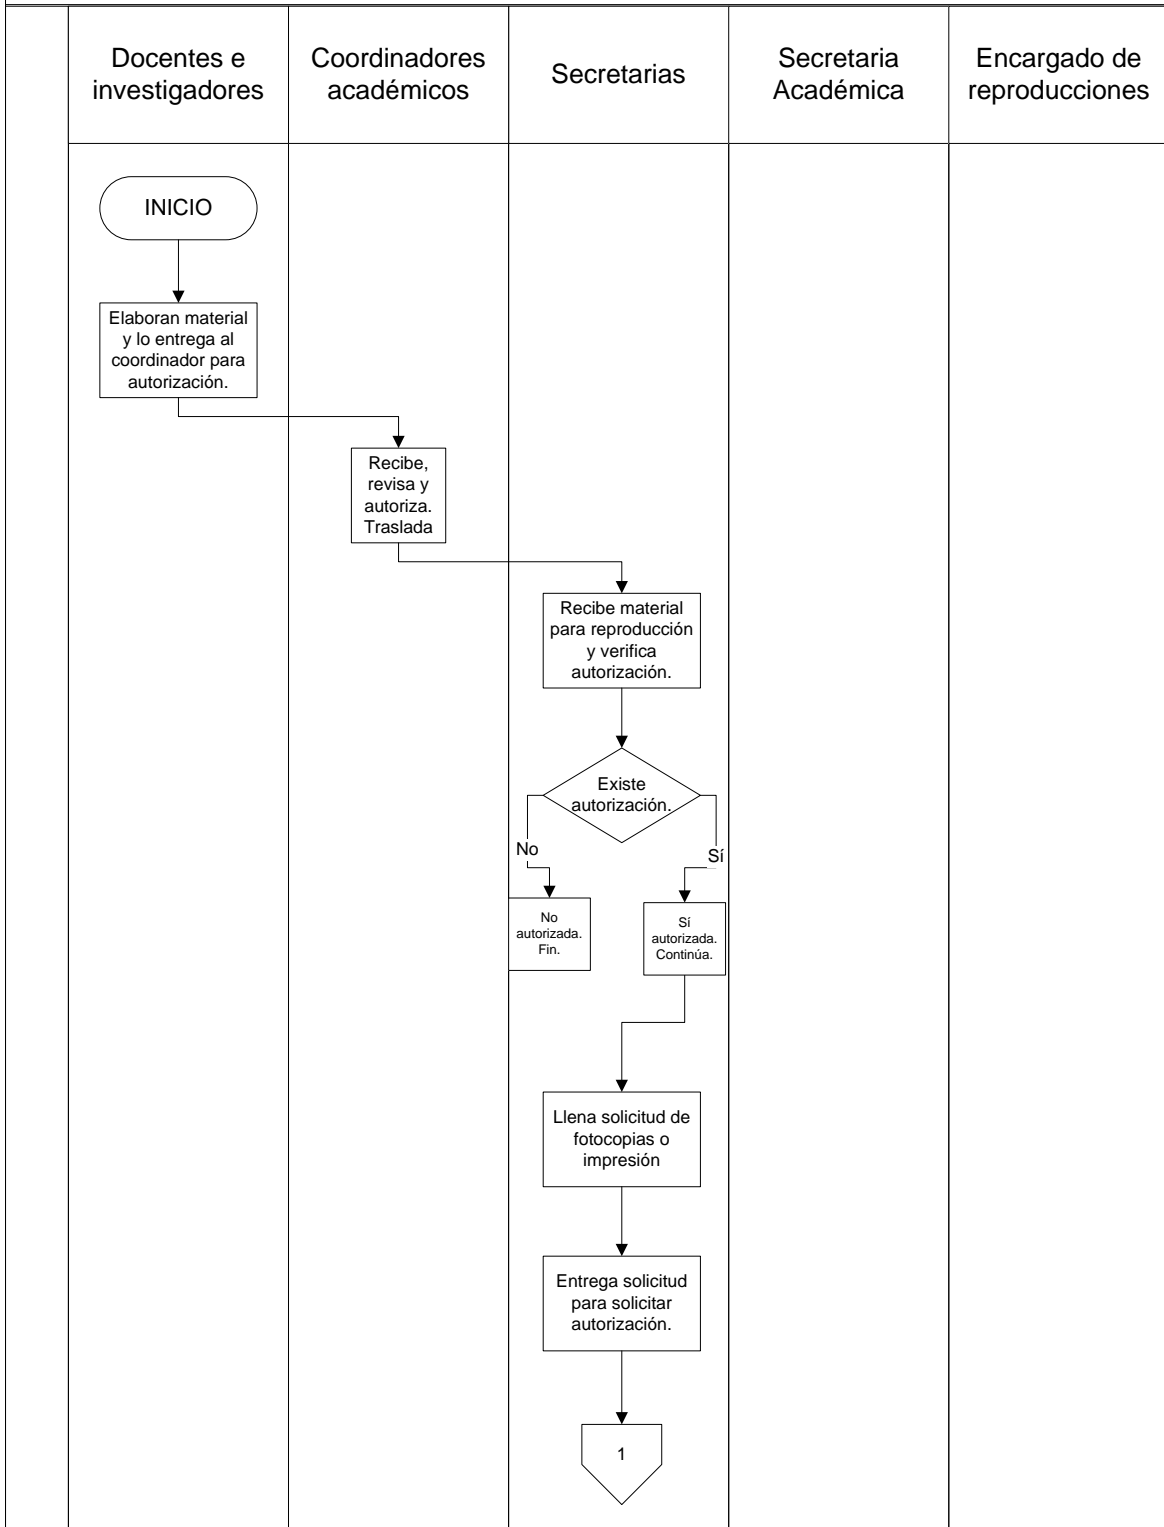 Docentes e
investigadores
Coordinadores
académicos
Secretarias
Secretaria
Académica
Encargado de
reproducciones
INICIO
Elaboran material
y lo entrega al
coordinador para
autorización.
Recibe,
revisa y
autoriza.
Traslada
Recibe material
para reproducción
y verifica
autorización.
Existe
autorización.
No
Sí
No
autorizada.
Fin.
Sí
autorizada.
Continúa.
Llena solicitud de
fotocopias o
impresión
Entrega solicitud
para solicitar
autorización.
1